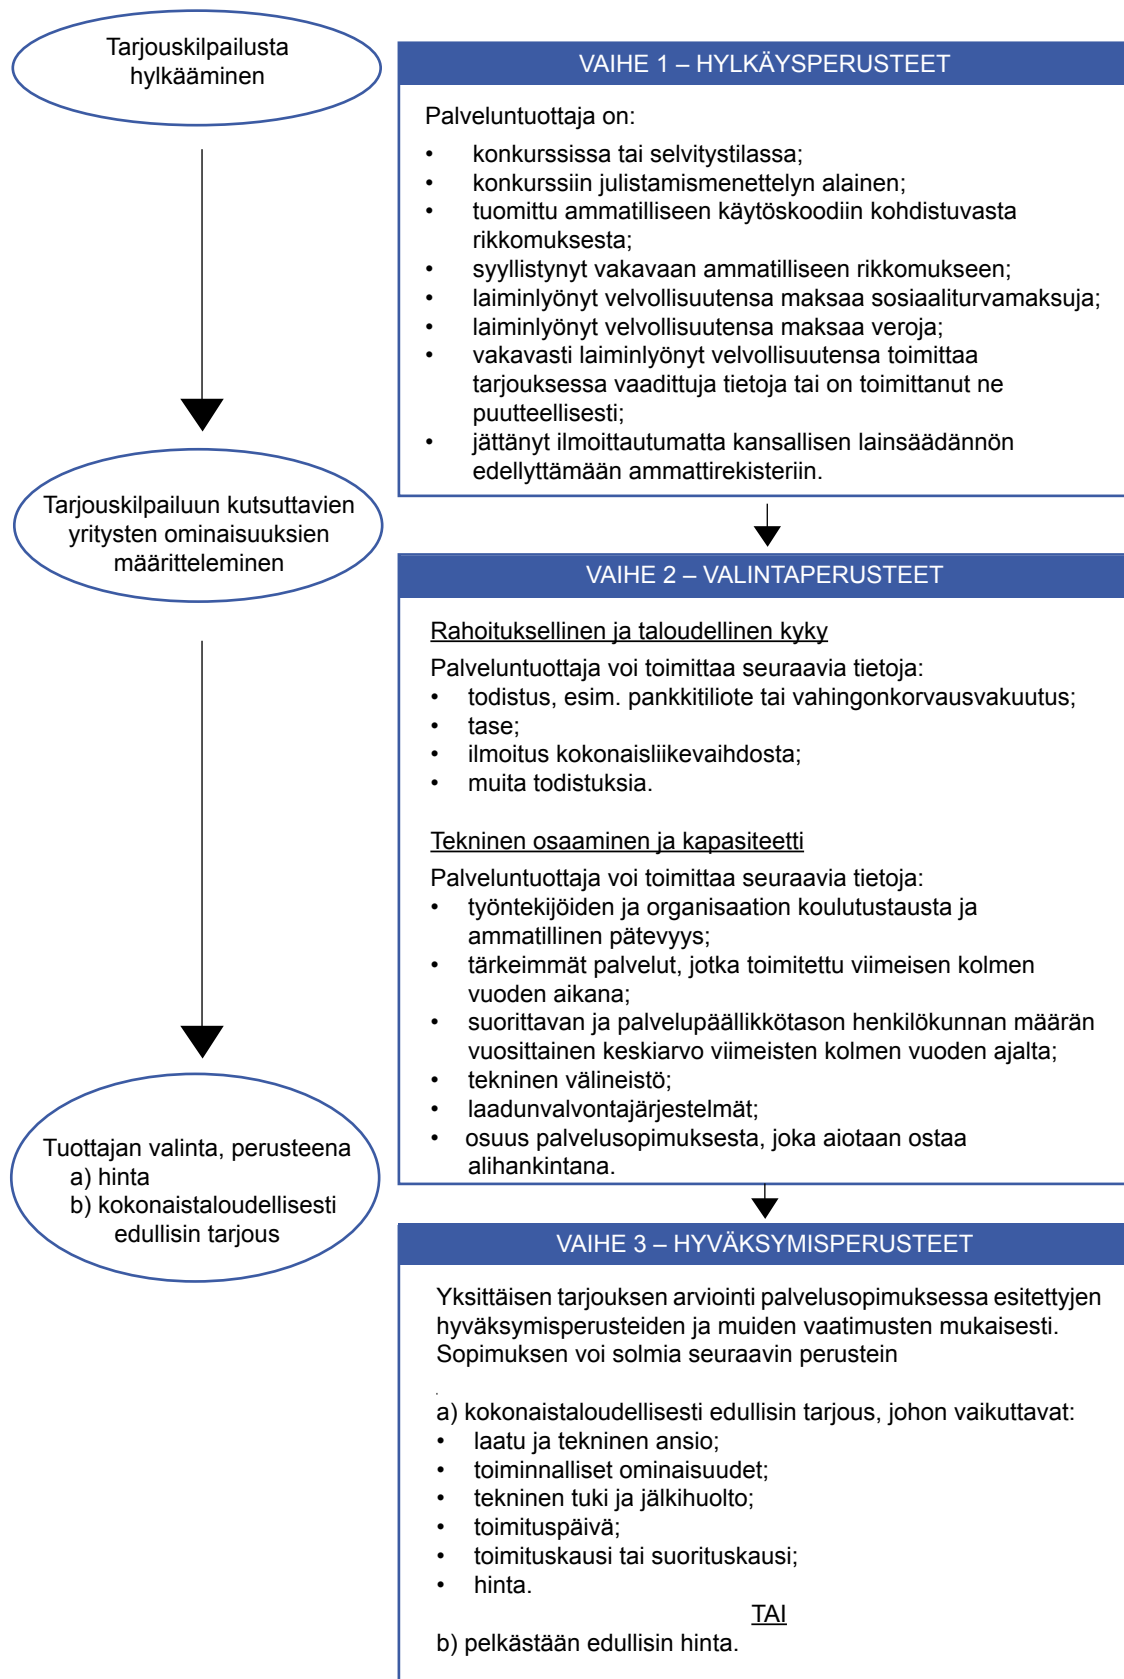 Tarjouskilpailusta
hylkääminen
VAIHE 1 – HYLKÄYSPERUSTEET
Palveluntuottaja on:
• konkurssissa tai selvitystilassa;
• konkurssiin julistamismenettelyn alainen;
• tuomittu ammatilliseen käytöskoodiin kohdistuvasta
rikkomuksesta;
• syyllistynyt vakavaan ammatilliseen rikkomukseen;
• laiminlyönyt velvollisuutensa maksaa sosiaaliturvamaksuja;
• laiminlyönyt velvollisuutensa maksaa veroja;
• vakavasti laiminlyönyt velvollisuutensa toimittaa
tarjouksessa vaadittuja tietoja tai on toimittanut ne
puutteellisesti;
• jättänyt ilmoittautumatta kansallisen lainsäädännön
edellyttämään ammattirekisteriin.
Tarjouskilpailuun kutsuttavien
yritysten ominaisuuksien
määritteleminen
VAIHE 2 – VALINTAPERUSTEET
Rahoituksellinen ja taloudellinen kyky
Palveluntuottaja voi toimittaa seuraavia tietoja:
• todistus, esim. pankkitiliote tai vahingonkorvausvakuutus;
• tase;
• ilmoitus kokonaisliikevaihdosta;
• muita todistuksia.
Tekninen osaaminen ja kapasiteetti
Palveluntuottaja voi toimittaa seuraavia tietoja:
• työntekijöiden ja organisaation koulutustausta ja
ammatillinen pätevyys;
• tärkeimmät palvelut, jotka toimitettu viimeisen kolmen
vuoden aikana;
• suorittavan ja palvelupäällikkötason henkilökunnan määrän
vuosittainen keskiarvo viimeisten kolmen vuoden ajalta;
• tekninen välineistö;
• laadunvalvontajärjestelmät;
• osuus palvelusopimuksesta, joka aiotaan ostaa
alihankintana.
Tuottajan valinta, perusteena
a) hinta
b) kokonaistaloudellisesti
edullisin tarjous
VAIHE 3 – HYVÄKSYMISPERUSTEET
Yksittäisen tarjouksen arviointi palvelusopimuksessa esitettyjen
hyväksymisperusteiden ja muiden vaatimusten mukaisesti.
Sopimuksen voi solmia seuraavin perustein
.
a) kokonaistaloudellisesti edullisin tarjous, johon vaikuttavat:
• laatu ja tekninen ansio;
• toiminnalliset ominaisuudet;
• tekninen tuki ja jälkihuolto;
• toimituspäivä;
• toimituskausi tai suorituskausi;
• hinta.
TAI
b) pelkästään edullisin hinta.